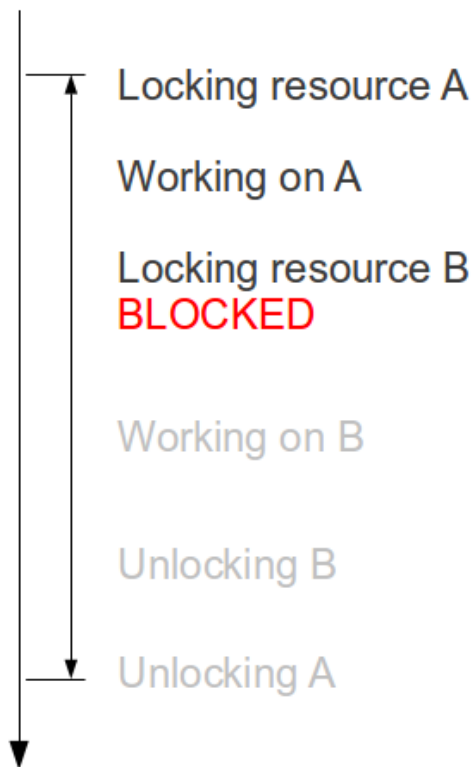 Locking resource A
Working on A
Locking resource B
BLOCKED
Working on B
Unlocking B
Unlocking A